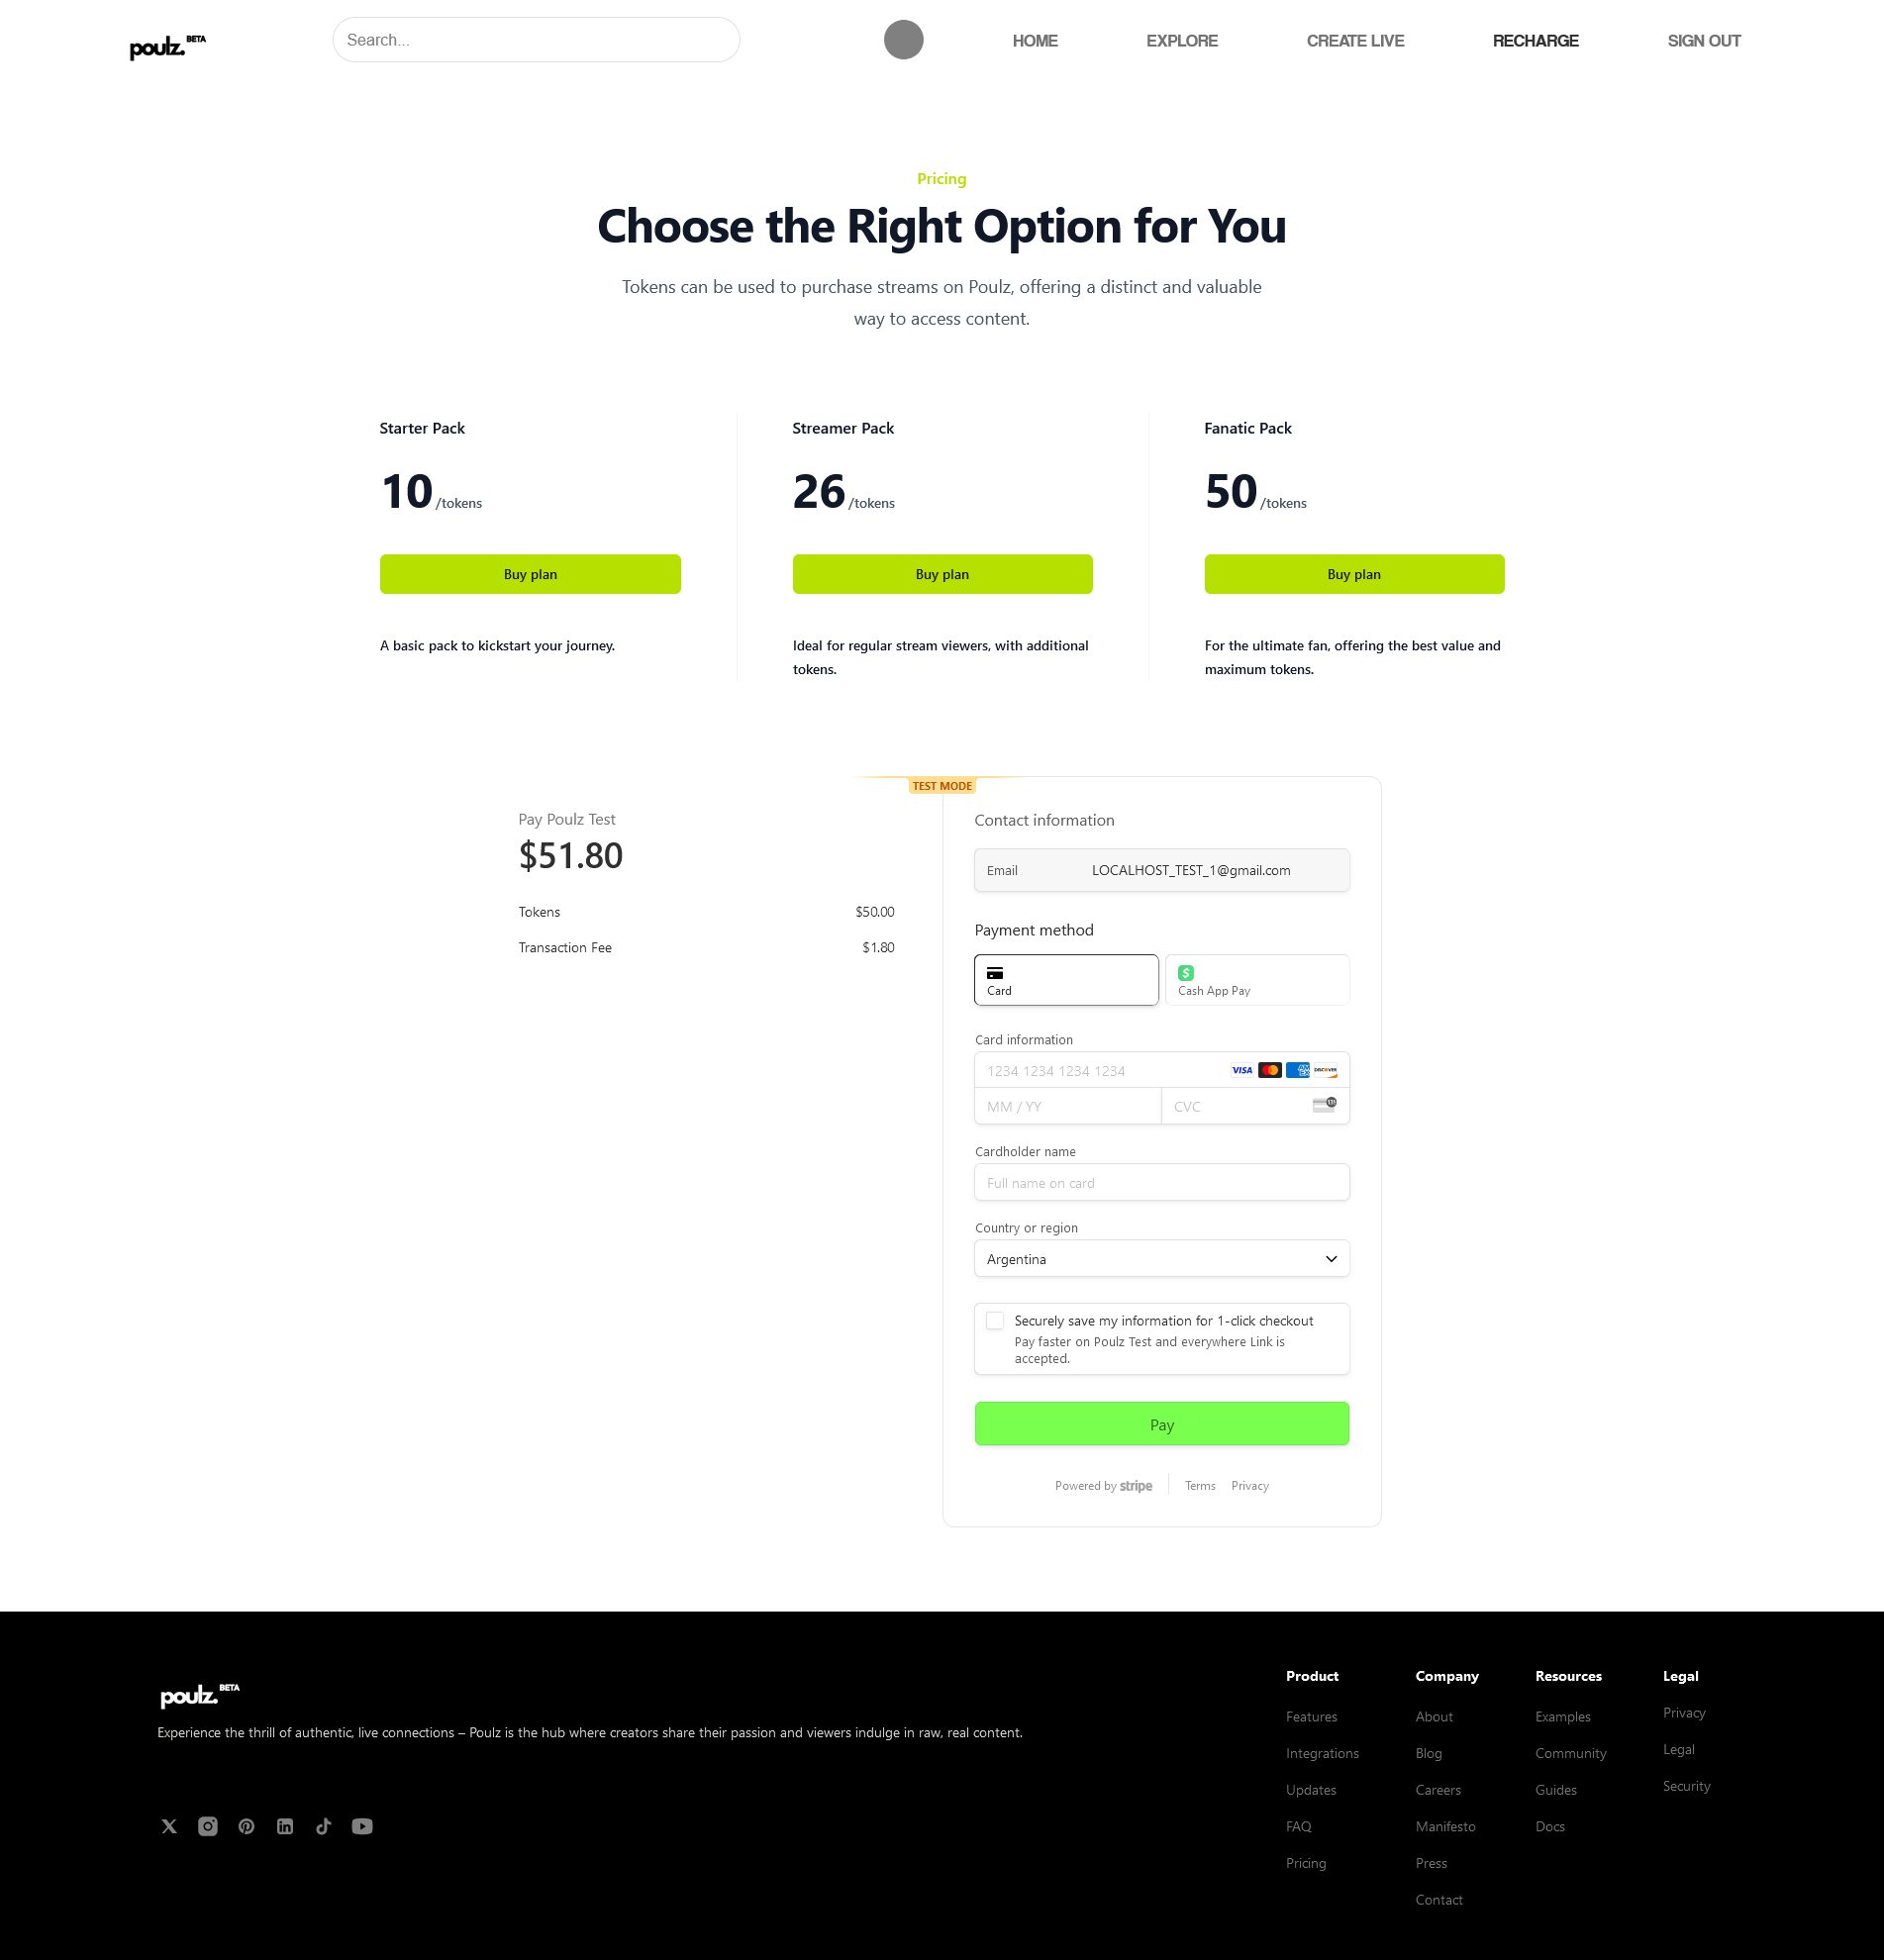 poulz. BETA
Search...
HOME
EXPLORE
CREATE LIVE
RECHARGE
SIGN OUT
Pricing
Choose the Right Option for You
Tokens can be used to purchase streams on Poulz, offering a distinct and valuable
way to access content.
Starter Pack
10 /tokens
Buy plan
A basic pack to kickstart your journey.
Streamer Pack
26 /tokens
Buy plan
Ideal for regular stream viewers, with additional
tokens.
Fanatic Pack
50 /tokens
Buy plan
For the ultimate fan, offering the best value and
maximum tokens.
TEST MODE
Pay Poulz Test
$51.80
Tokens $50.00
Transaction Fee $1.80
Contact information
Email LOCALHOST_TEST_1@gmail.com
Payment method
Card
Cash App Pay
Card information
1234 1234 1234 1234 VISA AMEX DISCOVER
MM / YY
CVC
Cardholder name
Full name on card
Country or region
Argentina
Securely save my information for 1-click checkout
Pay faster on Poulz Test and everywhere Link is
accepted.
Pay
Powered by stripe
Terms
Privacy
poulz. BETA
Experience the thrill of authentic, live connections – Poulz is the hub where creators share their passion and viewers indulge in raw, real content.
Product
Features
Integrations
Updates
FAQ
Pricing
Company
About
Blog
Careers
Manifesto
Press
Contact
Resources
Examples
Community
Guides
Docs
Legal
Privacy
Legal
Security